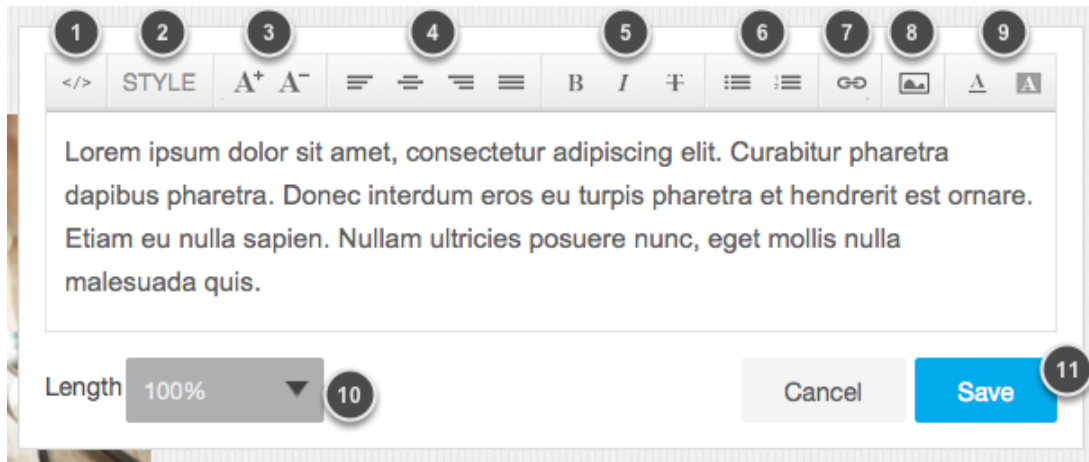 1 2 3 4 5 6 7 8 9
</> STYLE A+ A- B I T A A
Lorem ipsum dolor sit amet, consectetur adipiscing elit. Curabitur pharetra
dapibus pharetra. Donec interdum eros eu turpis pharetra et hendrerit est ornare.
Etiam eu nulla sapien. Nullam ultricies posuere nunc, eget mollis nulla
malesuada quis.
Length 100% 10 Cancel Save 11